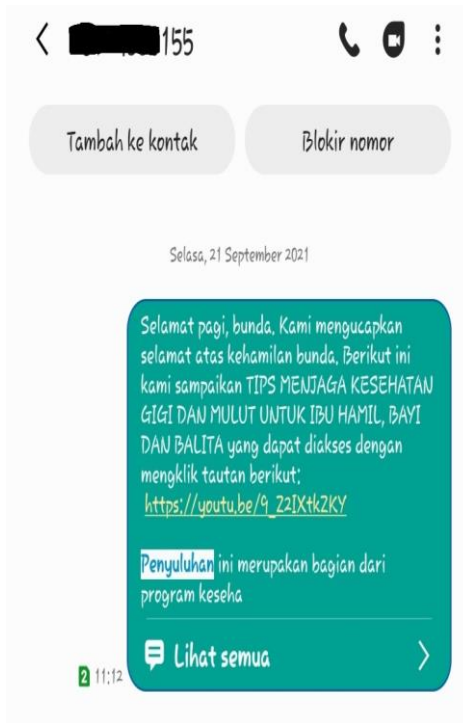 155
Tambah ke kontak
Blokir nomor
Selasa, 21 September 2021
Selamat pagi, bunda. Kami mengucapkan
selamat atas kehamilan bunda. Berikut ini
kami sampaikan TIPS MENJAGA KESEHATAN
GIGI DAN MULUT UNTUK IBU HAMIL, BAYI
DAN BALITA yang dapat diakses dengan
mengklik tautan berikut:
https://youtu.be/9_Z2IXtkZKY
Penyuluhan ini merupakan bagian dari
program keseha
Lihat semua
2 11:12